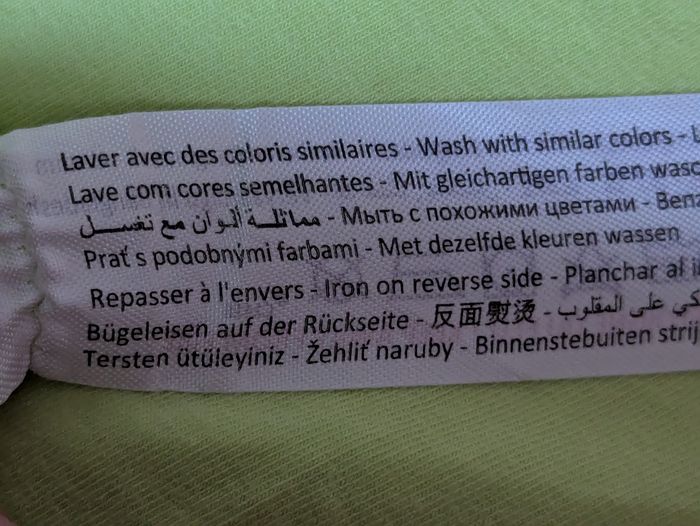 Laver avec des coloris similaires - Wash with similar colors -
Lave com cores semelhantes - Mit gleichartigen farben
مماثلة ألوان مع تغسل - Мыть с похожими цветами -
Prať s podobnými farbami - Met dezelfde kleuren wassen
Repasser à l'envers - Iron on reverse side - Planchar al
Bügeleisen auf der Rückseite - 反面熨烫 - كي على المقلوب
Tersten ütüleyiniz - Žehliť naruby - Binnenstebuiten